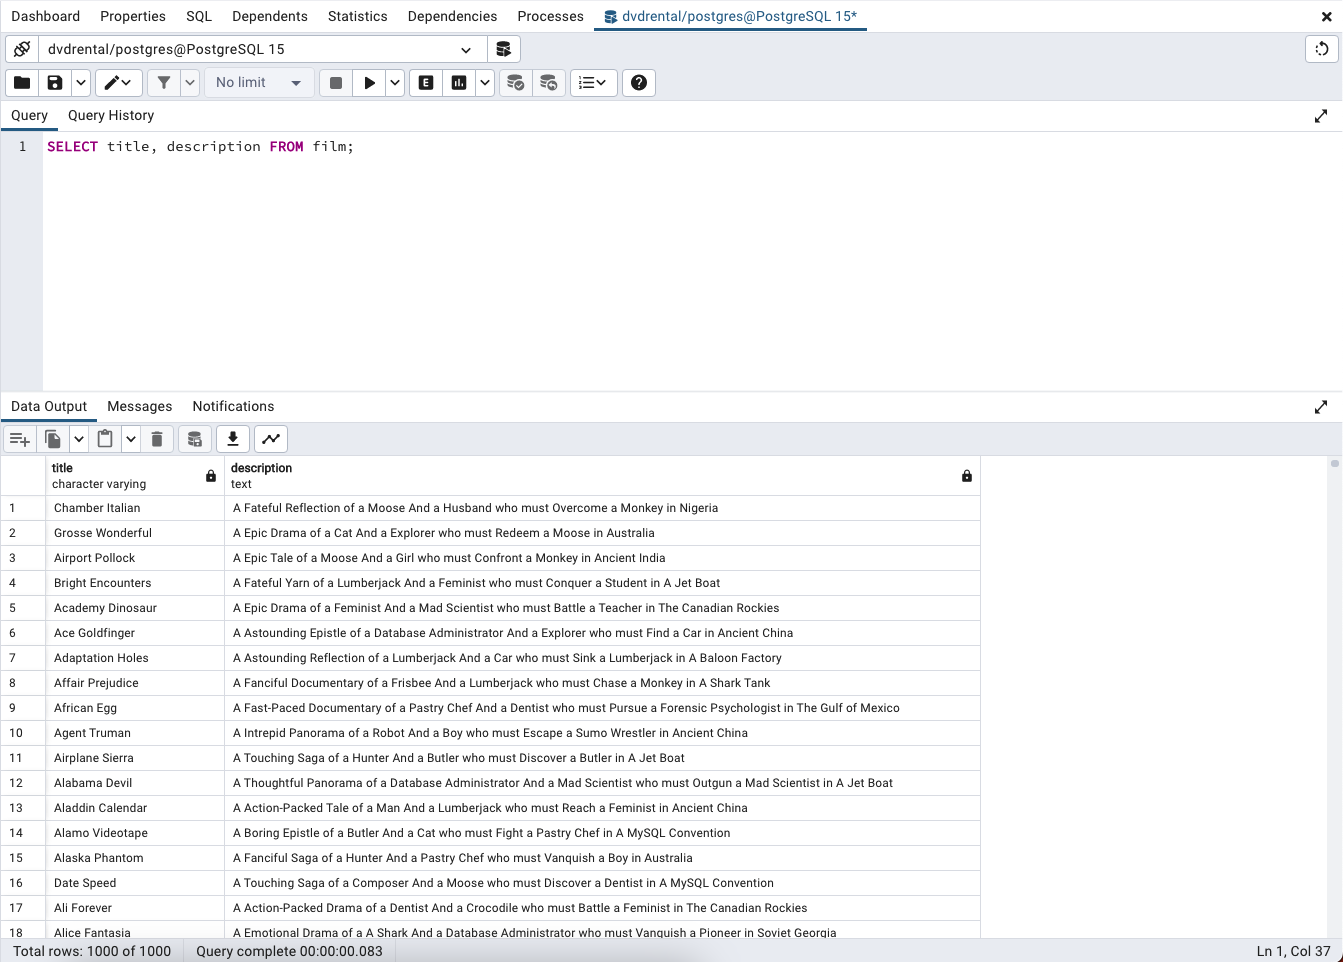 Dashboard Properties SQL Dependents Statistics Dependencies Processes dvdrental/postgres@PostgreSQL 15*
dvdrental/postgres@PostgreSQL 15
No limit E
Query Query History
1 SELECT title, description FROM film;
Data Output Messages Notifications
title description
character varying text
1 Chamber Italian A Fateful Reflection of a Moose And a Husband who must Overcome a Monkey in Nigeria
2 Grosse Wonderful A Epic Drama of a Cat And a Explorer who must Redeem a Moose in Australia
3 Airport Pollock A Epic Tale of a Moose And a Girl who must Confront a Monkey in Ancient India
4 Bright Encounters A Fateful Yarn of a Lumberjack And a Feminist who must Conquer a Student in A Jet Boat
5 Academy Dinosaur A Epic Drama of a Feminist And a Mad Scientist who must Battle a Teacher in The Canadian Rockies
6 Ace Goldfinger A Astounding Epistle of a Database Administrator And a Explorer who must Find a Car in Ancient China
7 Adaptation Holes A Astounding Reflection of a Lumberjack And a Car who must Sink a Lumberjack in A Baloon Factory
8 Affair Prejudice A Fanciful Documentary of a Frisbee And a Lumberjack who must Chase a Monkey in A Shark Tank
9 African Egg A Fast-Paced Documentary of a Pastry Chef And a Dentist who must Pursue a Forensic Psychologist in The Gulf of Mexico
10 Agent Truman A Intrepid Panorama of a Robot And a Boy who must Escape a Sumo Wrestler in Ancient China
11 Airplane Sierra A Touching Saga of a Hunter And a Butler who must Discover a Butler in A Jet Boat
12 Alabama Devil A Thoughtful Panorama of a Database Administrator And a Mad Scientist who must Outgun a Mad Scientist in A Jet Boat
13 Aladdin Calendar A Action-Packed Tale of a Man And a Lumberjack who must Reach a Feminist in Ancient China
14 Alamo Videotape A Boring Epistle of a Butler And a Cat who must Fight a Pastry Chef in A MySQL Convention
15 Alaska Phantom A Fanciful Saga of a Hunter And a Pastry Chef who must Vanquish a Boy in Australia
16 Date Speed A Touching Saga of a Composer And a Moose who must Discover a Dentist in A MySQL Convention
17 Ali Forever A Action-Packed Drama of a Dentist And a Crocodile who must Battle a Feminist in The Canadian Rockies
18 Alice Fantasia A Emotional Drama of a A Shark And a Database Administrator who must Vanquish a Pioneer in Soviet Georgia
Total rows: 1000 of 1000 Query complete 00:00:00.083 Ln 1, Col 37